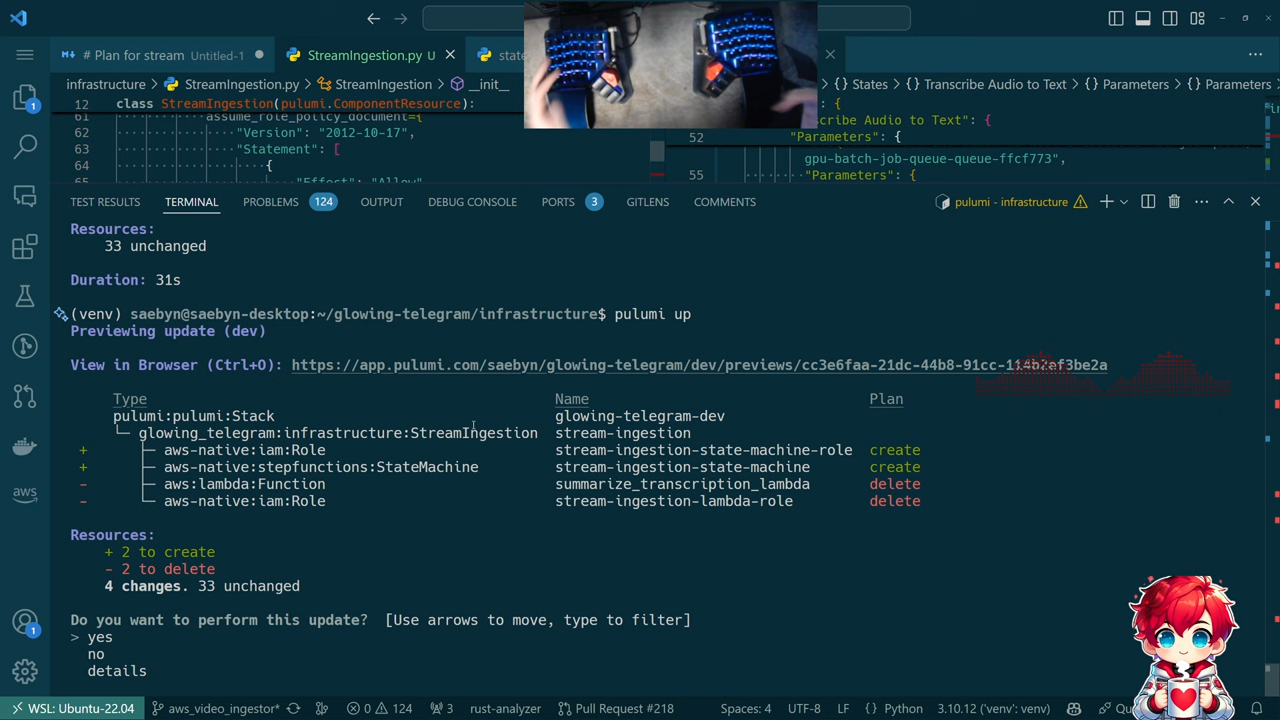 # Plan for stream Untitled-1
StreamIngestion.py U
infrastructure > StreamIngestion.py > StreamIngestion > __init__
{} States > {} Transcribe Audio to Text > {} Parameters > {} Parameters >
12 class StreamIngestion(pulumi.ComponentResource):
61 assume_role_policy_document={
62 "Version": "2012-10-17",
63 "Statement": [
64 {
65 "Effect": "Allow"
scribe Audio to Text": {
52 "Parameters": {
gpu-batch-job-queue-queue-ffcf773",
55 "Parameters": {
TEST RESULTS TERMINAL PROBLEMS 124 OUTPUT DEBUG CONSOLE PORTS 3 GITLENS COMMENTS
pulumi - infrastructure
Resources:
33 unchanged
Duration: 31s
(venv) saebyn@saebyn-desktop:~/glowing-telegram/infrastructure$ pulumi up
Previewing update (dev)
View in Browser (Ctrl+O): https://app.pulumi.com/saebyn/glowing-telegram/dev/previews/cc3e6faa-21dc-44b8-91cc-114b2ef3be2a
Type Name Plan
pulumi:pulumi:Stack glowing-telegram-dev
└─ glowing_telegram:infrastructure:StreamIngestion stream-ingestion
+ ├─ aws-native:iam:Role stream-ingestion-state-machine-role create
+ ├─ aws-native:stepfunctions:StateMachine stream-ingestion-state-machine create
- ├─ aws:lambda:Function summarize_transcription_lambda delete
- └─ aws-native:iam:Role stream-ingestion-lambda-role delete
Resources:
+ 2 to create
- 2 to delete
4 changes. 33 unchanged
Do you want to perform this update? [Use arrows to move, type to filter]
> yes
no
details
aws
WSL: Ubuntu-22.04 aws_video_ingestor* 0 124 3 rust-analyzer Pull Request #218 Spaces: 4 UTF-8 LF {} Python 3.10.12 ('venv': venv)